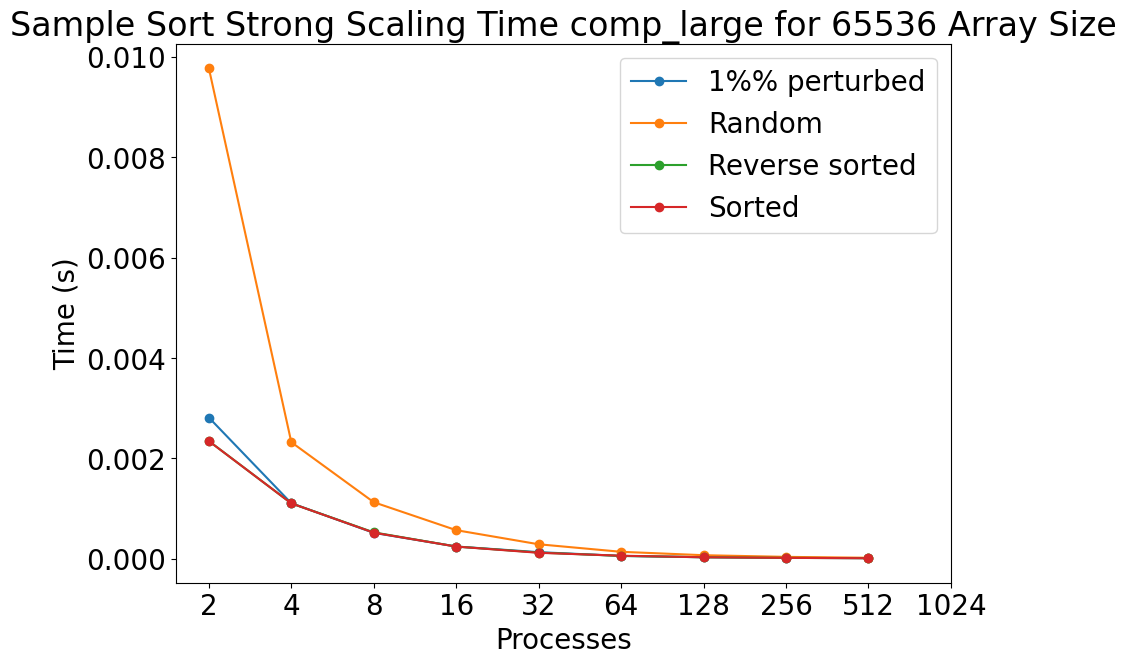 Sample Sort Strong Scaling Time comp_large for 65536 Array Size
0.010
0.008
0.006
0.004
0.002
0.000
Time (s)
1%% perturbed
Random
Reverse sorted
Sorted
2 4 8 16 32 64 128 256 512 1024
Processes